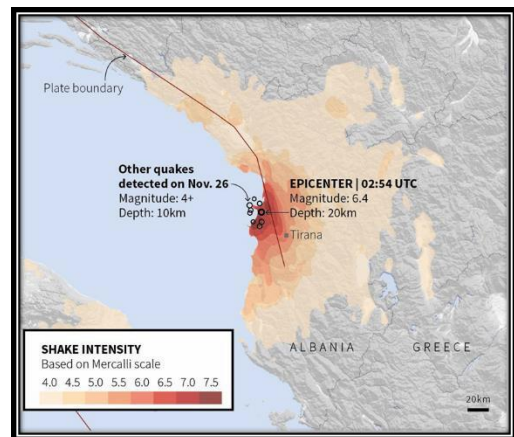 Plate boundary
Other quakes
detected on Nov. 26
Magnitude: 4+
Depth: 10km
EPICENTER | 02:54 UTC
Magnitude: 6.4
Depth: 20km
Tirana
ALBANIA
GREECE
SHAKE INTENSITY
Based on Mercalli scale
4.0 4.5 5.0 5.5 6.0 6.5 7.0 7.5
20km